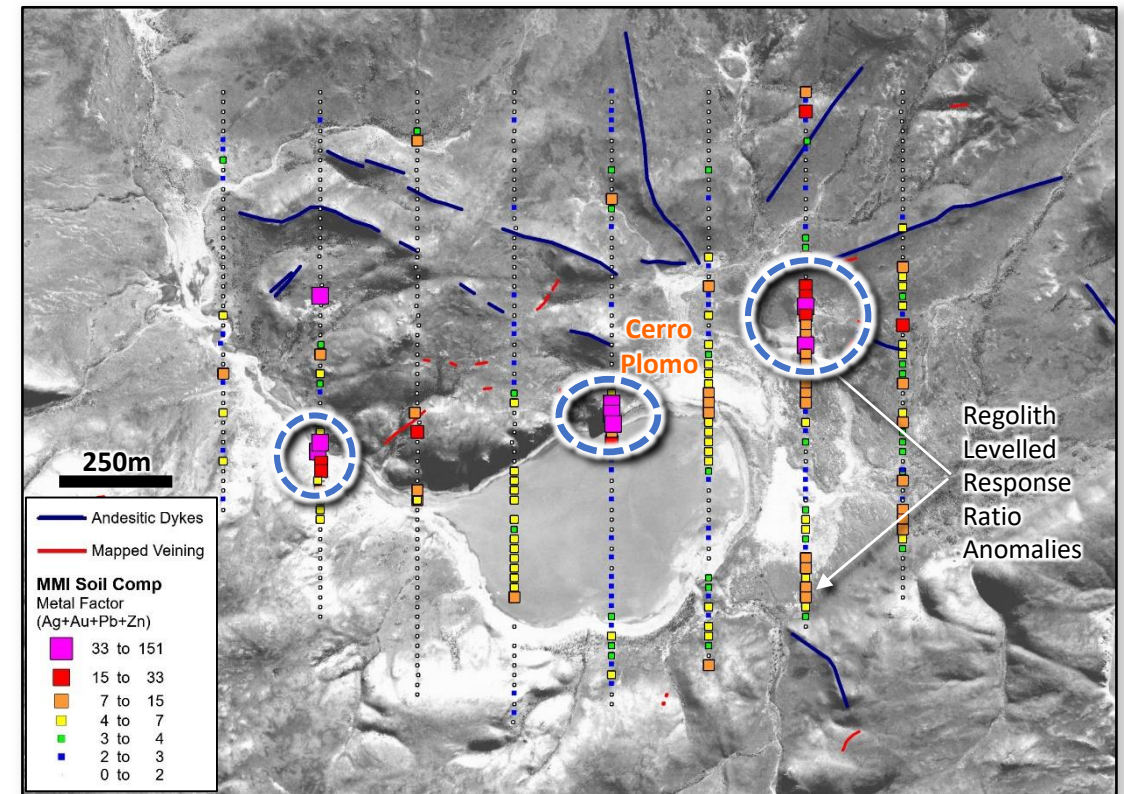 Cerro
Plomo
Regolith
Levelled
Response
Ratio
Anomalies
250m
Andesitic Dykes
Mapped Veining
MMI Soil Comp
Metal Factor
(Ag+Au+Pb+Zn)
33 to 151
15 to 33
7 to 15
4 to 7
3 to 4
2 to 3
0 to 2